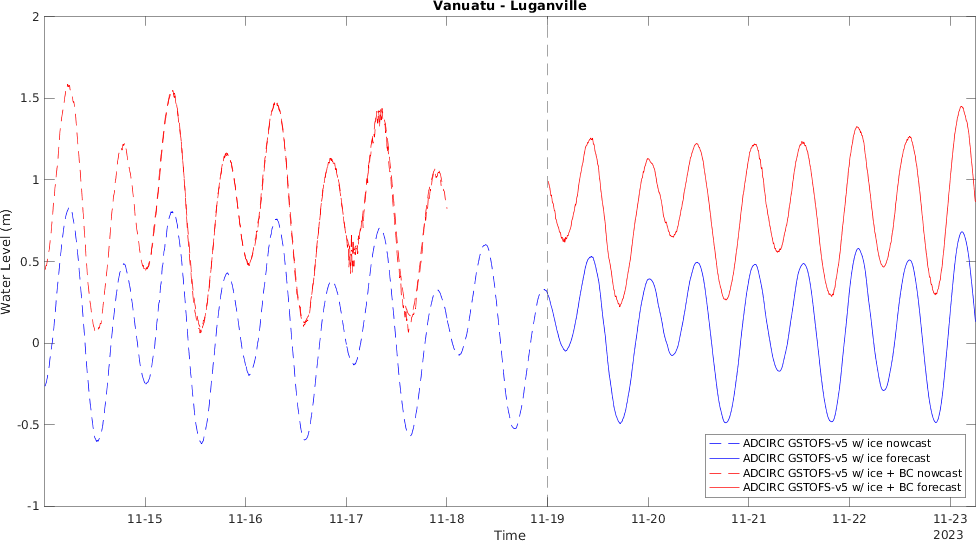 Vanuatu - Luganville
2
1.5
1
0.5
0
-0.5
-1
Water Level (m)
11-15 11-16 11-17 11-18 11-19 11-20 11-21 11-22 11-23
Time
2023
ADCIRC GSTOFS-v5 w/ ice nowcast
ADCIRC GSTOFS-v5 w/ ice forecast
ADCIRC GSTOFS-v5 w/ ice + BC nowcast
ADCIRC GSTOFS-v5 w/ ice + BC forecast